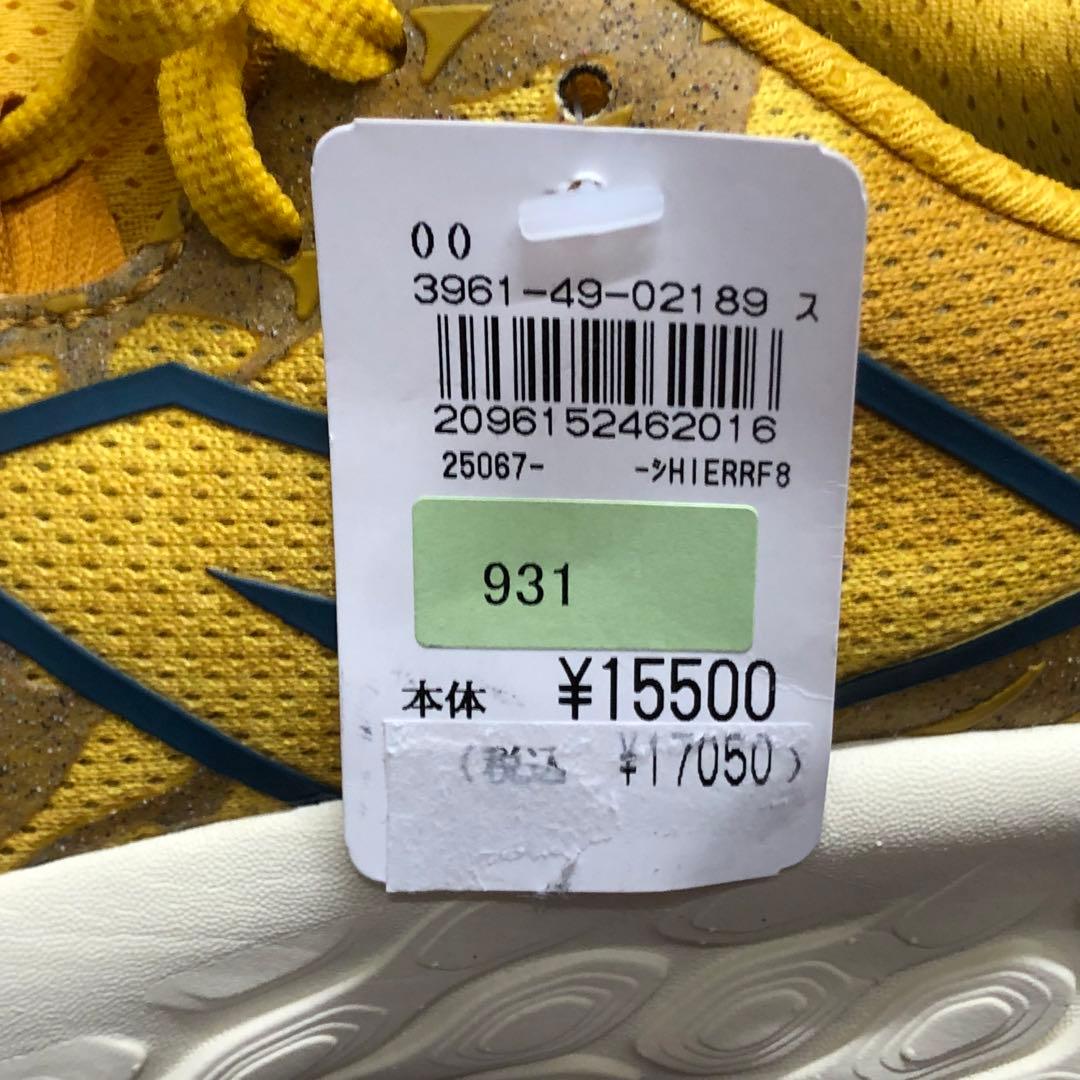 00
3961-49-02189 ス
2096152462016
25067- -ｼHIERRF8
931
本体 ¥15500
(税込 ¥17050)